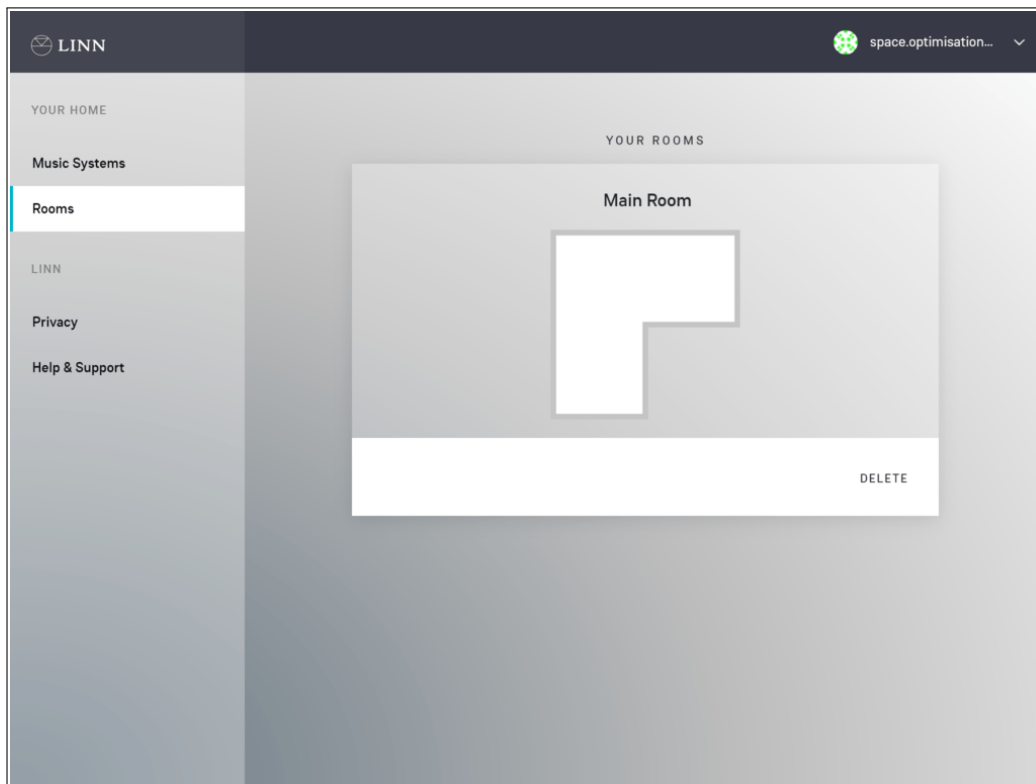 LINN
space.optimisation...
YOUR HOME
Music Systems
Rooms
LINN
Privacy
Help & Support
YOUR ROOMS
Main Room
DELETE